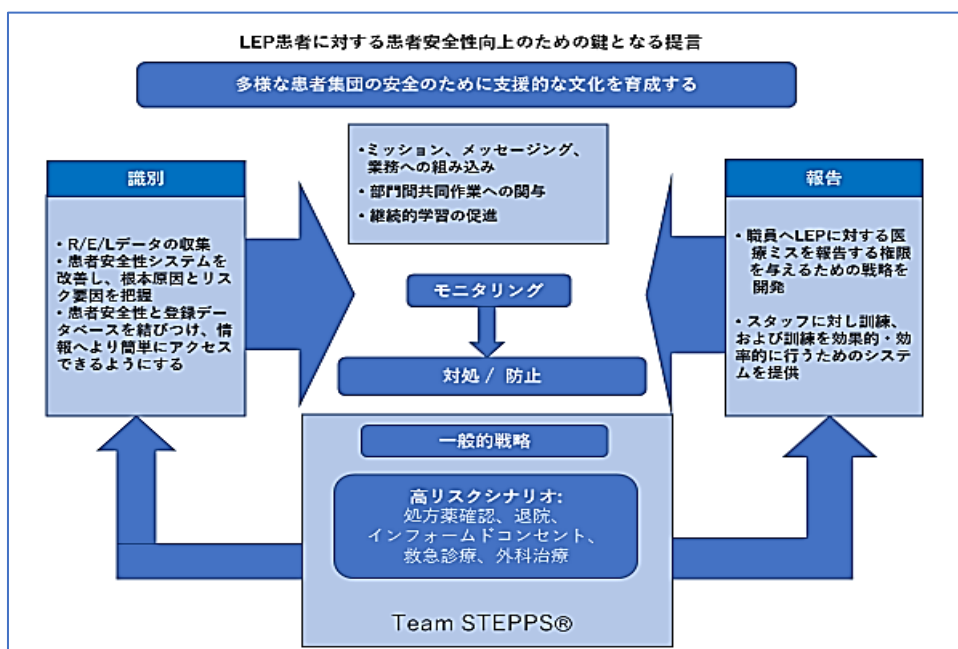 LEP患者に対する患者安全性向上のための鍵となる提言
多様な患者集団の安全のために支援的な文化を育成する
・ミッション、メッセージング、
業務への組み込み
・部門間共同作業への関与
・継続的学習の促進
識別
・R/E/Lデータの収集
・患者安全性システムを
改善し、根本原因とリス
ク要因を把握
・患者安全性と登録デー
タベースを結びつけ、情
報へより簡単にアクセス
できるようにする
報告
・職員へLEPに対する医
療ミスを報告する権限
を与えるための戦略を
開発
・スタッフに対し訓練、
および訓練を効果的・効
率的に行うためのシステ
ムを提供
モニタリング
対処 / 防止
一般的戦略
高リスクシナリオ:
処方薬確認、退院、
インフォームドコンセント、
救急診療、外科治療
Team STEPPS®